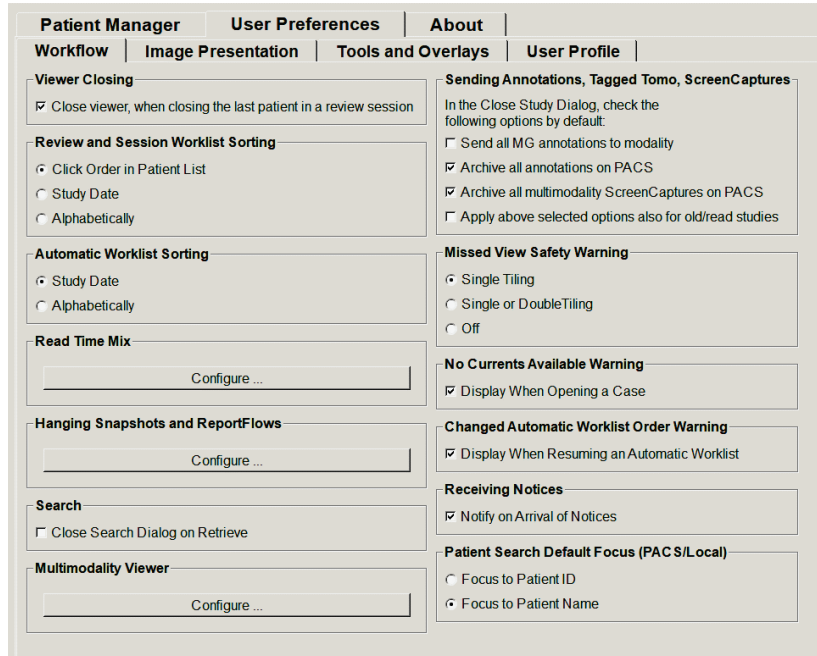 Patient Manager
User Preferences
About
Workflow
Image Presentation
Tools and Overlays
User Profile
Viewer Closing
Close viewer, when closing the last patient in a review session
Review and Session Worklist Sorting
Click Order in Patient List
Study Date
Alphabetically
Automatic Worklist Sorting
Study Date
Alphabetically
Read Time Mix
Configure ...
Hanging Snapshots and ReportFlows
Configure ...
Search
Close Search Dialog on Retrieve
Multimodality Viewer
Configure ...
Sending Annotations, Tagged Tomo, ScreenCaptures
In the Close Study Dialog, check the
following options by default:
Send all MG annotations to modality
Archive all annotations on PACS
Archive all multimodality ScreenCaptures on PACS
Apply above selected options also for old/read studies
Missed View Safety Warning
Single Tiling
Single or DoubleTiling
Off
No Currents Available Warning
Display When Opening a Case
Changed Automatic Worklist Order Warning
Display When Resuming an Automatic Worklist
Receiving Notices
Notify on Arrival of Notices
Patient Search Default Focus (PACS/Local)
Focus to Patient ID
Focus to Patient Name